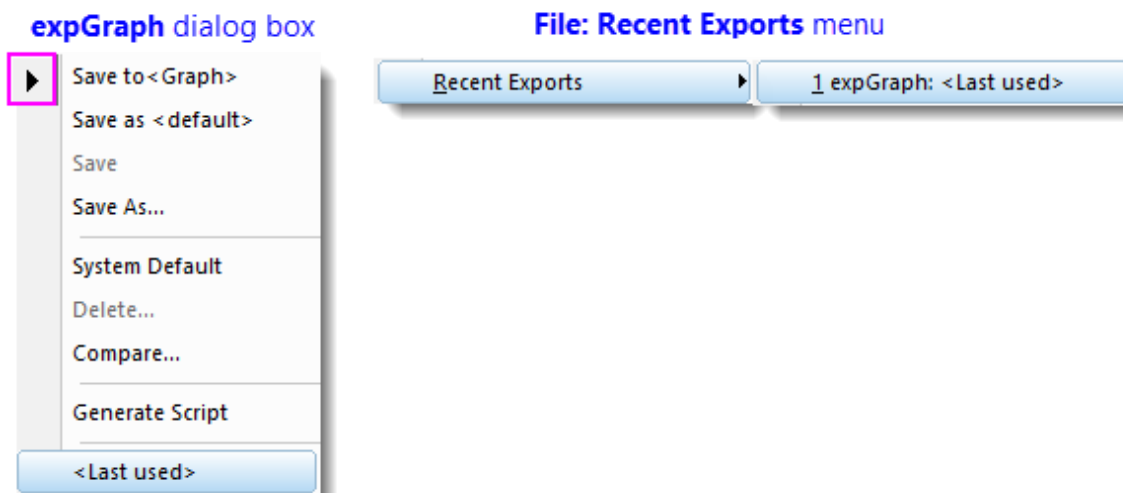 expGraph dialog box
Save to<Graph>
Save as <default>
Save
Save As...
System Default
Delete...
Compare...
Generate Script
<Last used>
File: Recent Exports menu
Recent Exports
1 expGraph: <Last used>